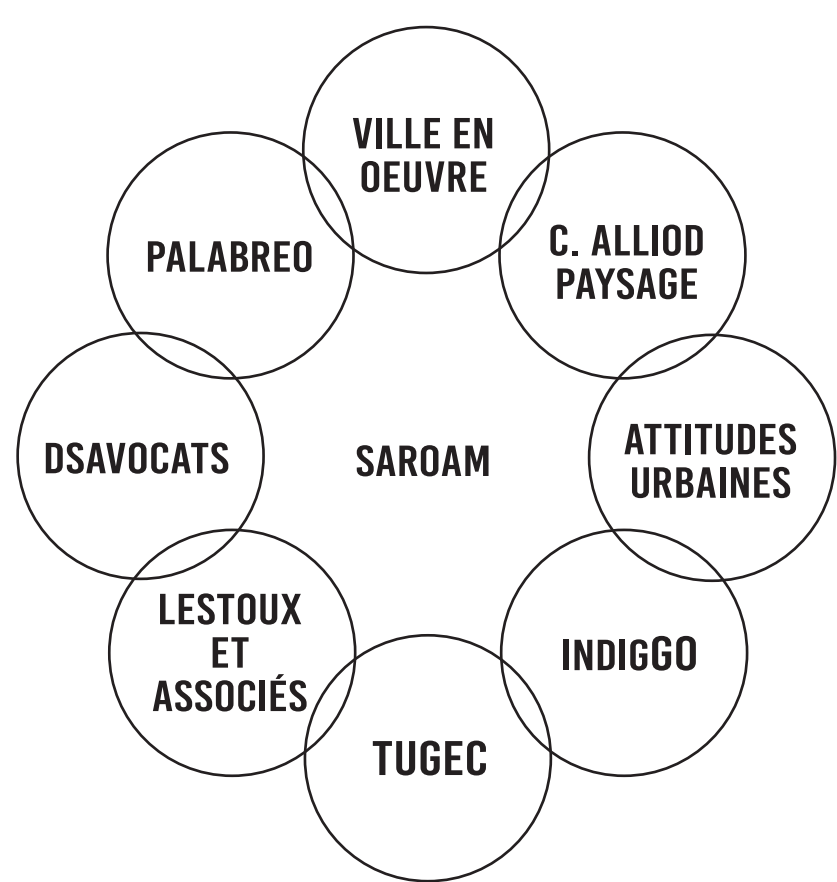 VILLE EN
OEUVRE
C. ALLIOD
PAYSAGE
PALABREO
ATTITUDES
URBAINES
DSAVOCATS
SAROAM
LESTOUX
ET
ASSOCIÉS
INDIGGO
TUGEC